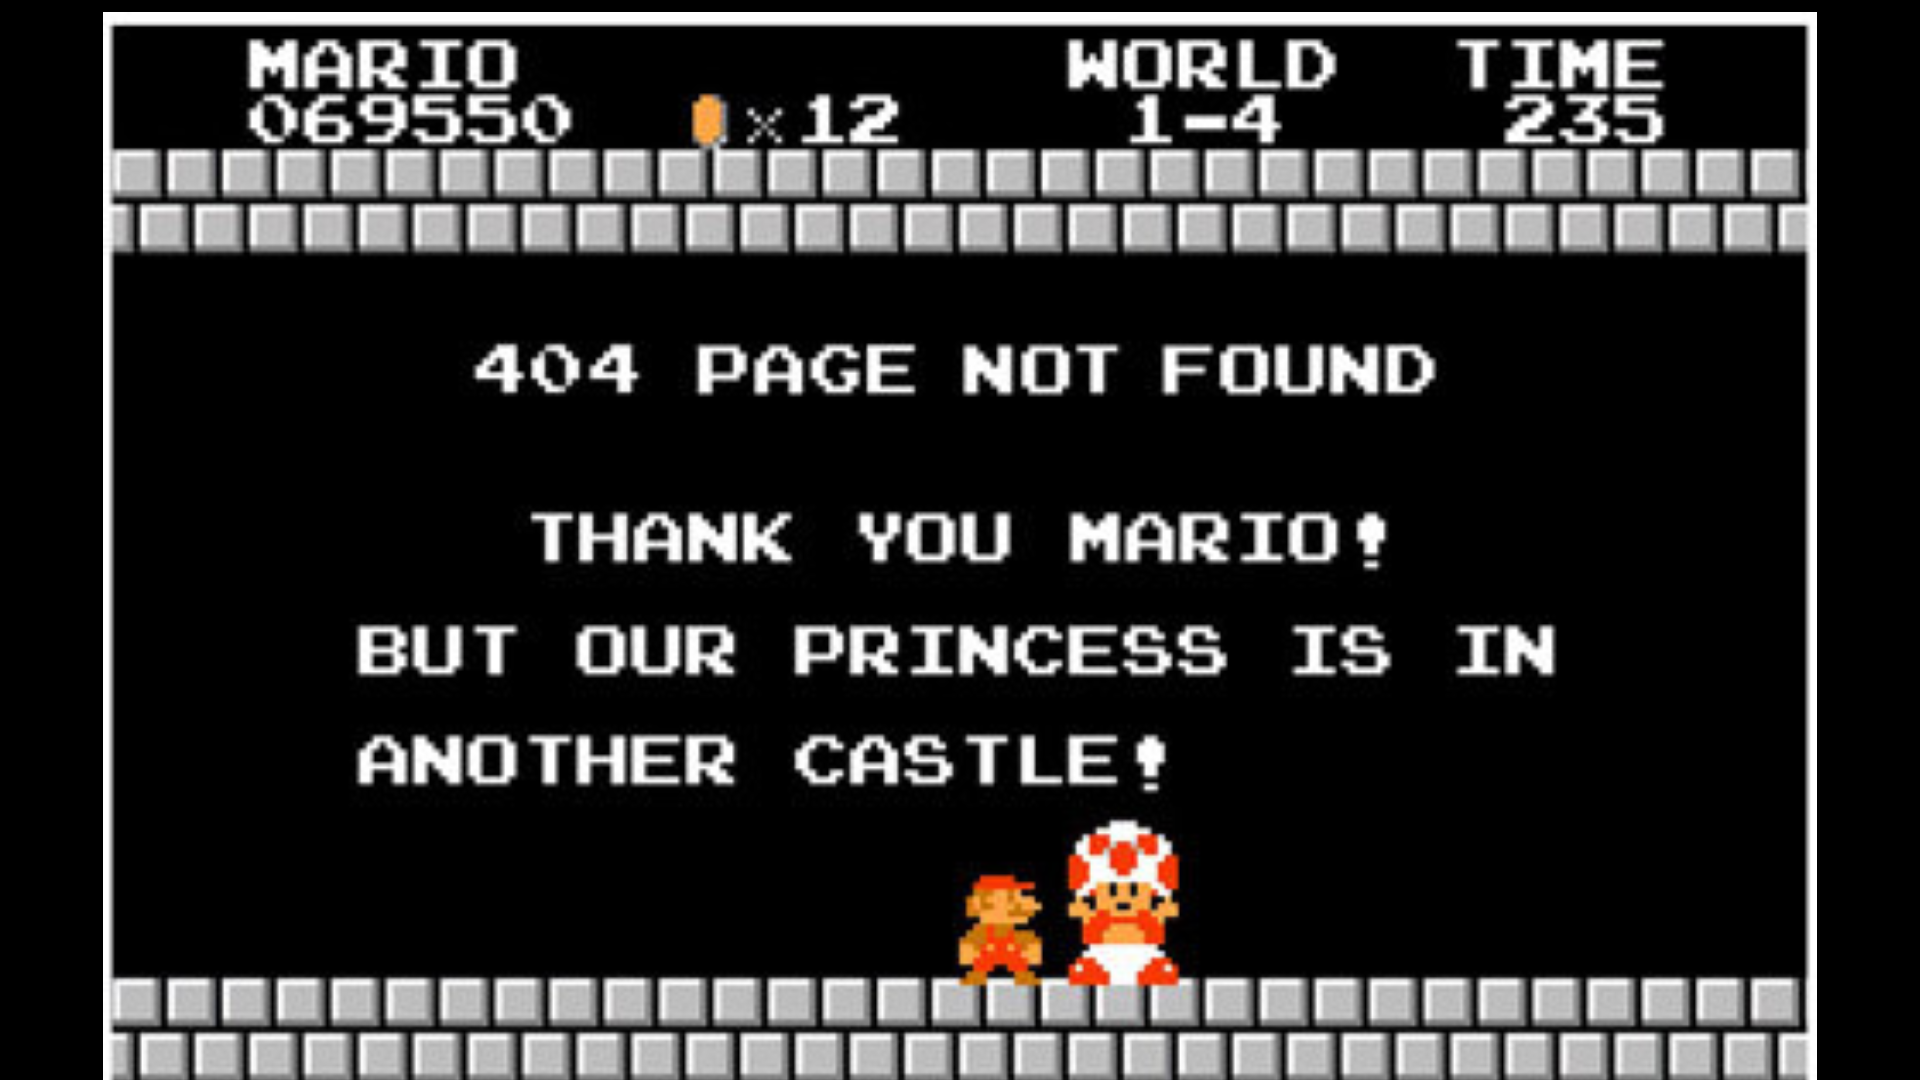 MARIO WORLD TIME
069550 ×12 1-4 235
404 PAGE NOT FOUND
THANK YOU MARIO!
BUT OUR PRINCESS IS IN
ANOTHER CASTLE!